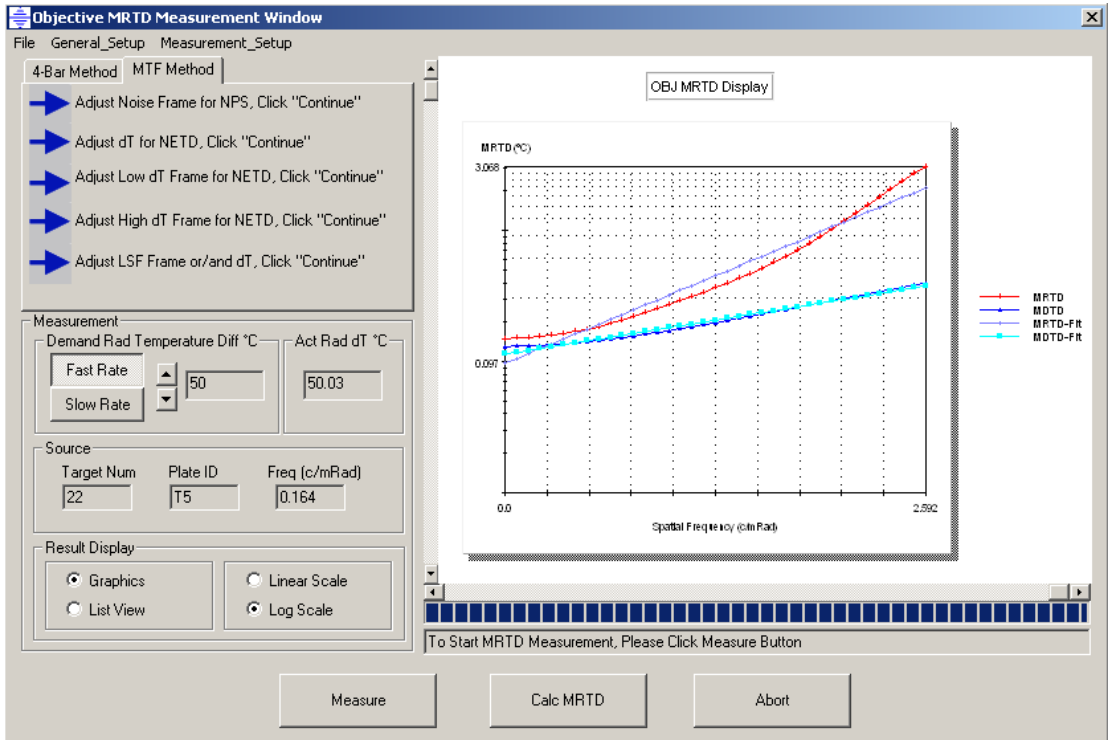 Objective MRTD Measurement Window
File General_Setup Measurement_Setup
4-Bar Method MTF Method
Adjust Noise Frame for NPS, Click "Continue"
Adjust dT for NETD, Click "Continue"
Adjust Low dT Frame for NETD, Click "Continue"
Adjust High dT Frame for NETD, Click "Continue"
Adjust LSF Frame or/and dT, Click "Continue"
Measurement
Demand Rad Temperature Diff °C
Act Rad dT °C
Fast Rate
Slow Rate
50
50.03
Source
Target Num Plate ID Freq (c/mRad)
22 T5 0.164
Result Display
Graphics
List View
Linear Scale
Log Scale
OBJ MRTD Display
MRTD(°C)
3.068
0.097
0.0
2.592
Spatial Frequency (c/m Rad)
MRTD
MDTD
MRTD-Fit
MDTD-Fit
To Start MRTD Measurement, Please Click Measure Button
Measure Calc MRTD Abort